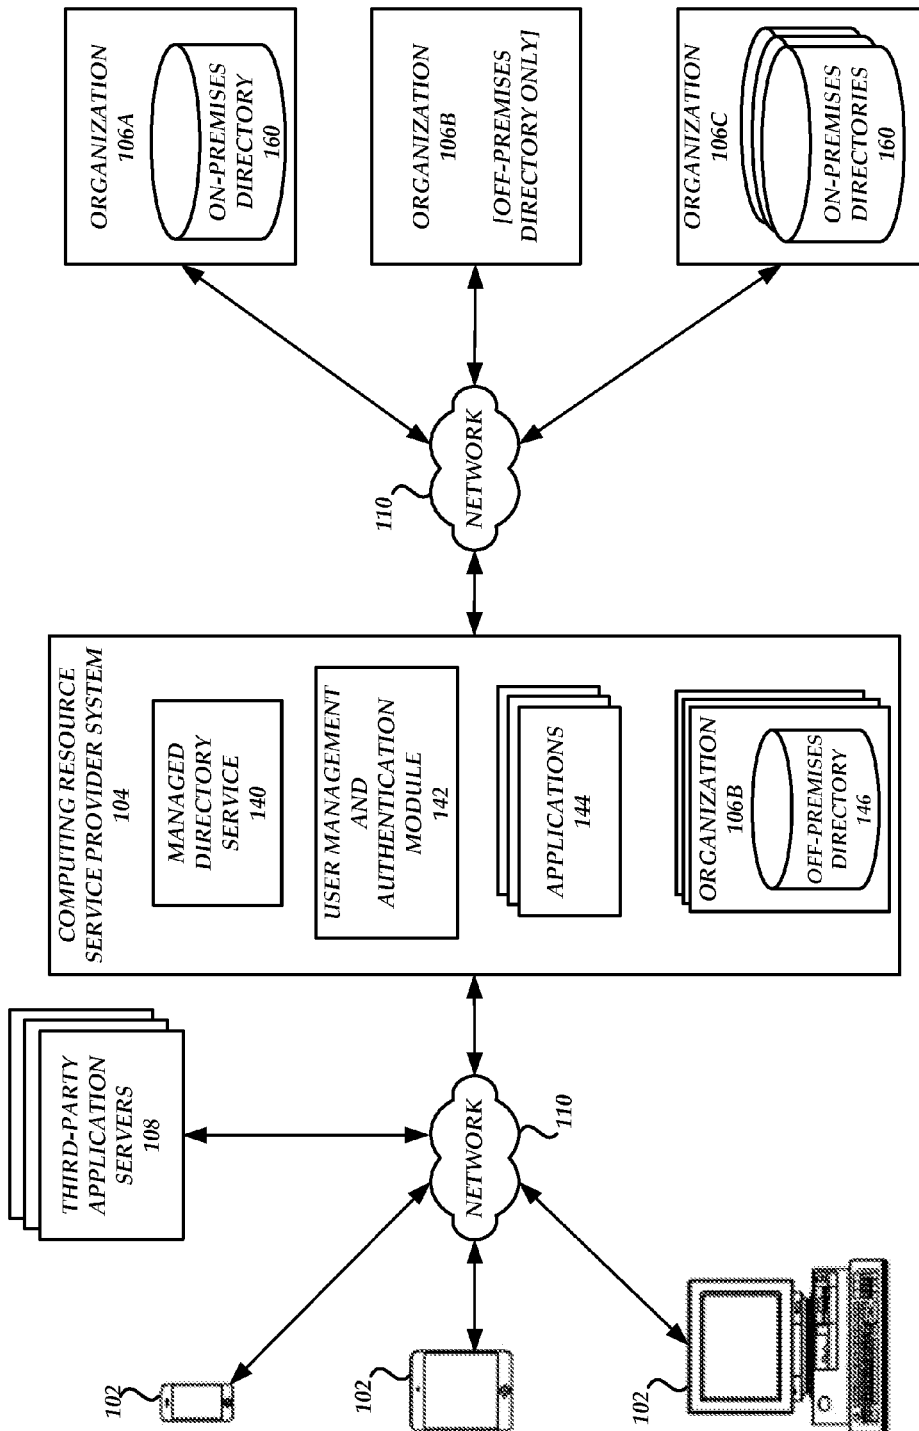 102
102
102
THIRD-PARTY
APPLICATION
SERVERS
108
NETWORK
110
COMPUTING RESOURCE
SERVICE PROVIDER SYSTEM
104
MANAGED
DIRECTORY
SERVICE
140
USER MANAGEMENT
AND
AUTHENTICATION
MODULE
142
APPLICATIONS
144
ORGANIZATION
106B
OFF-PREMISES
DIRECTORY
146
110
NETWORK
ORGANIZATION
106A
ON-PREMISES
DIRECTORY
160
ORGANIZATION
106B
[OFF-PREMISES
DIRECTORY ONLY]
ORGANIZATION
106C
ON-PREMISES
DIRECTORIES
160